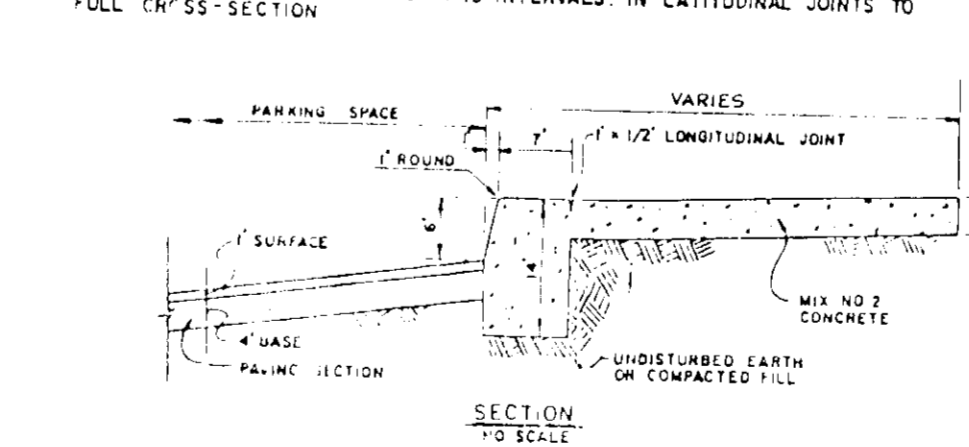 FULL CROSS-SECTION
INTERVALS. IN LATITUDINAL JOINTS TO
PARKING SPACE
VARIES
7"
1" x 1/2" LONGITUDINAL JOINT
1" ROUND
6"
1" SURFACE
14"
4" BASE
PAVING SECTION
MIX NO 2
CONCRETE
UNDISTURBED EARTH
OR COMPACTED FILL
SECTION
NO SCALE